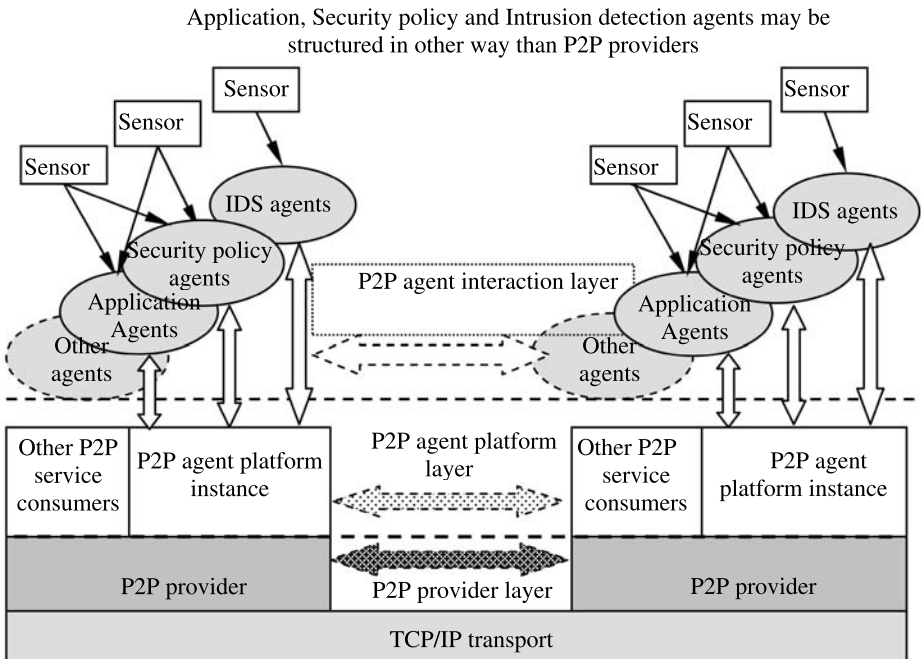 Application, Security policy and Intrusion detection agents may be
structured in other way than P2P providers
Sensor
Sensor
Sensor
IDS agents
Security policy
agents
Application
Agents
Other
agents
P2P agent interaction layer
Sensor
Sensor
Sensor
IDS agents
Security policy
agents
Application
Agents
Other
agents
Other P2P
service
consumers
P2P agent platform
instance
P2P agent platform
layer
Other P2P
service
consumers
P2P agent
platform instance
P2P provider
P2P provider layer
P2P provider
TCP/IP transport